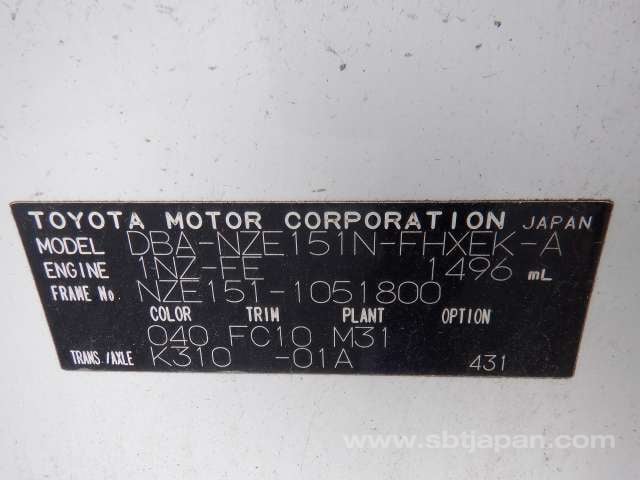 TOYOTA MOTOR CORPORATION JAPAN
MODEL DBA-NZE151N-FHXEK-A
ENGINE 1NZ-FE 1496 mL
FRAME No NZE151-1051800
COLOR TRIM PLANT OPTION
040 FC10 M31
TRANS./AXLE K310 -01A 431
www.sbtjapan.com